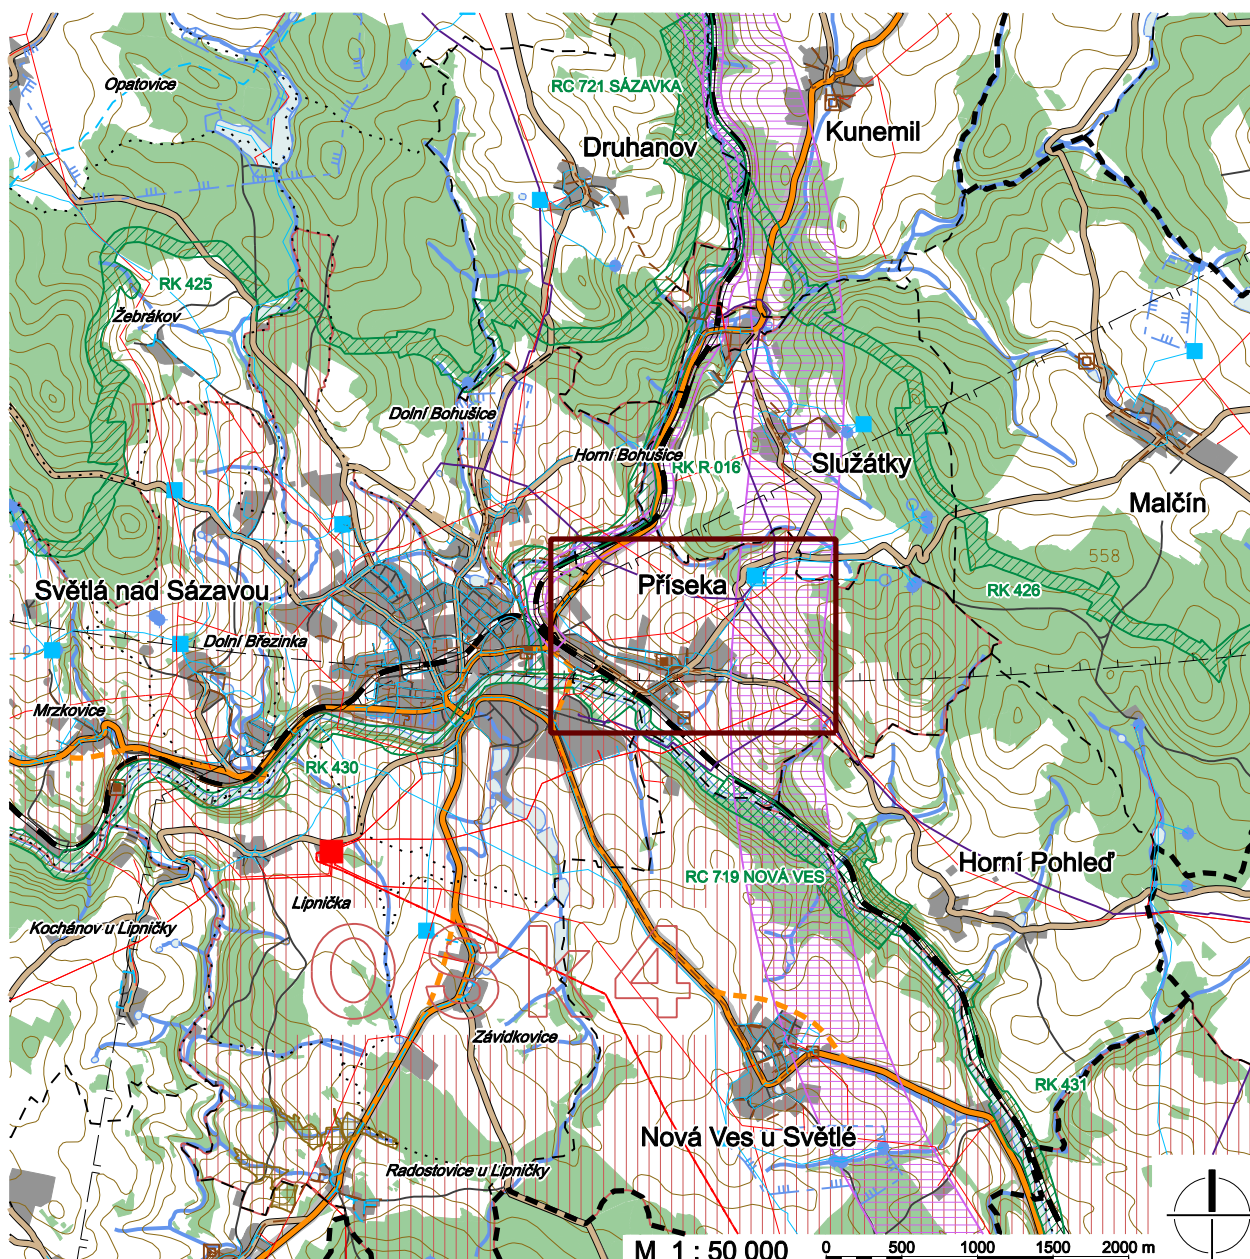 Opatovice
RC 721 SÁZAVKA
Kunemil
Druhanov
RK 425
Žebrákov
Dolní Bohušice
Horní Bohušice
RK R 016
Služátky
Malčín
558
Příseka
RK 426
Světlá nad Sázavou
Dolní Březinka
Mrzkovice
RK 430
Horní Pohleď
RC 719 NOVÁ VES
Lipnička
Kochánov u Lipničky
OSk4
Závidkovice
RK 431
Nová Ves u Světlé
Radostovice u Lipničky
M 1 : 50 000
0 500 1000 1500 2000 m